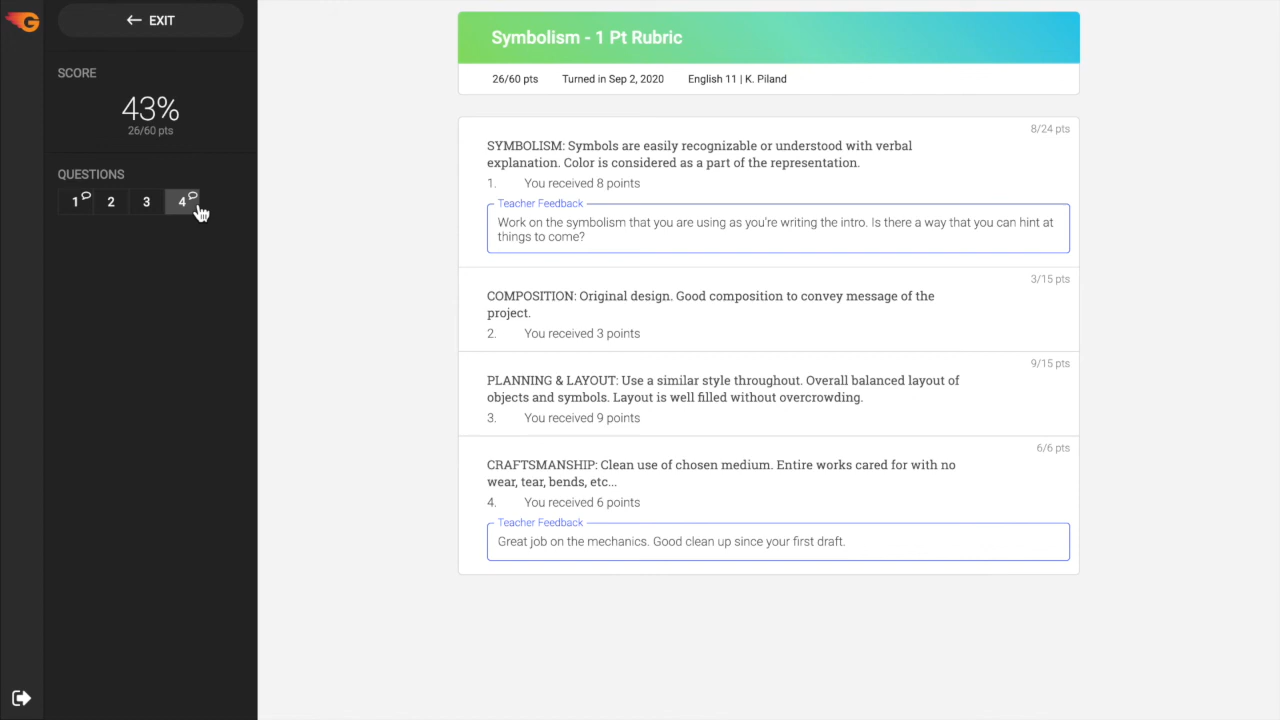 G
← EXIT
SCORE
43%
26/60 pts
QUESTIONS
1 2 3 4
Symbolism - 1 Pt Rubric
26/60 pts Turned in Sep 2, 2020 English 11 | K. Piland
8/24 pts
SYMBOLISM: Symbols are easily recognizable or understood with verbal
explanation. Color is considered as a part of the representation.
1. You received 8 points
Teacher Feedback
Work on the symbolism that you are using as you're writing the intro. Is there a way that you can hint at
things to come?
3/15 pts
COMPOSITION: Original design. Good composition to convey message of the
project.
2. You received 3 points
9/15 pts
PLANNING & LAYOUT: Use a similar style throughout. Overall balanced layout of
objects and symbols. Layout is well filled without overcrowding.
3. You received 9 points
6/6 pts
CRAFTSMANSHIP: Clean use of chosen medium. Entire works cared for with no
wear, tear, bends, etc...
4. You received 6 points
Teacher Feedback
Great job on the mechanics. Good clean up since your first draft.